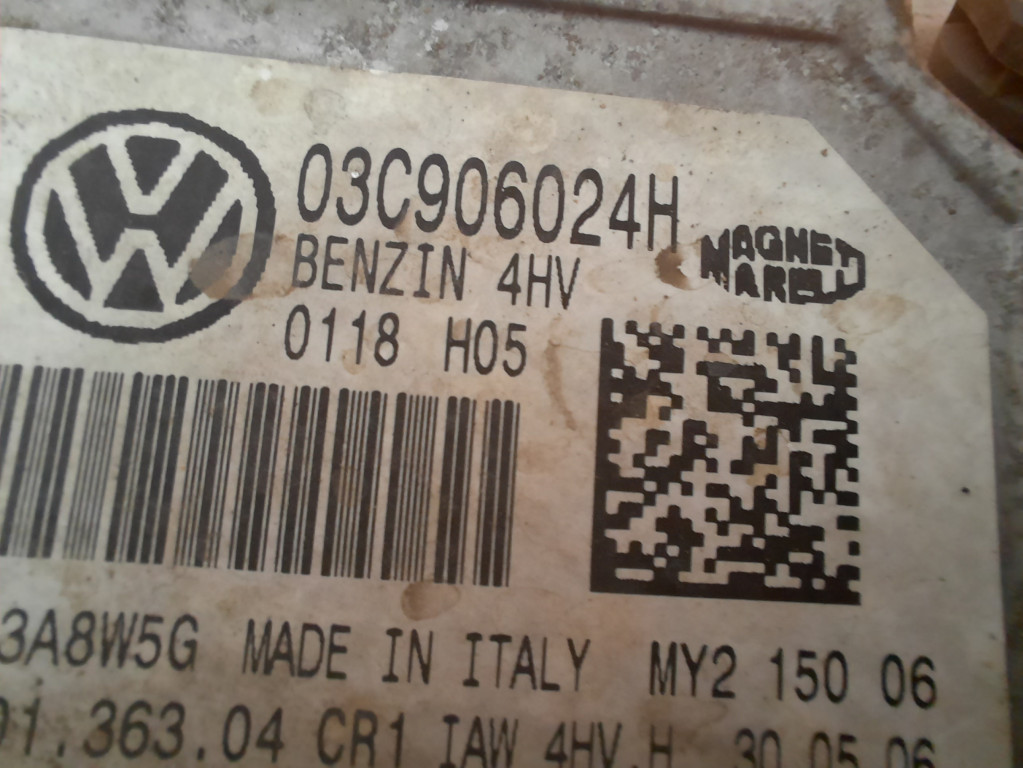 03C906024H
MAGNETI
MARELLI
BENZIN 4HV
0118 H05
3A8W5G MADE IN ITALY MY2 150 06
01.363.04 CR1 IAW 4HV.H 30.05.06